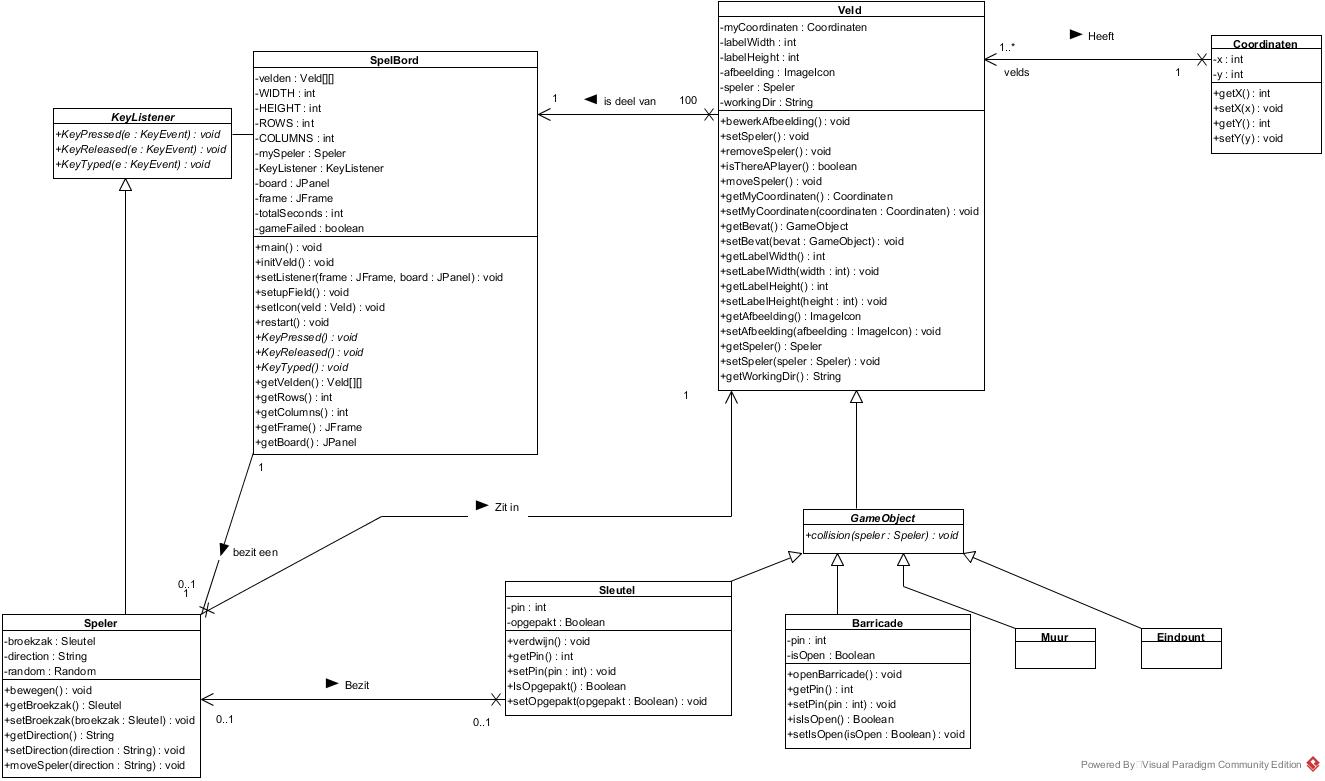 KeyListener
+KeyPressed(e : KeyEvent) : void
+KeyReleased(e : KeyEvent) : void
+KeyTyped(e : KeyEvent) : void
SpelBord
-velden : Veld[][]
-WIDTH : int
-HEIGHT : int
-ROWS : int
-COLUMNS : int
-mySpeler : Speler
-KeyListener : KeyListener
-board : JPanel
-frame : JFrame
-totalSeconds : int
-gameFailed : boolean
+main() : void
+initVeld() : void
+setListener(frame : JFrame, board : JPanel) : void
+setupField() : void
+setIcon(veld : Veld) : void
+restart() : void
+KeyPressed() : void
+KeyReleased() : void
+KeyTyped() : void
+getVelden() : Veld[][]
+getRows() : int
+getColumns() : int
+getFrame() : JFrame
+getBoard() : JPanel
1
is deel van
100
Veld
-myCoordinaten : Coordinaten
-labelWidth : int
-labelHeight : int
-afbeelding : ImageIcon
-speler : Speler
-workingDir : String
+bewerkAfbeelding() : void
+setSpeler() : void
+removeSpeler() : void
+isThereAPlayer() : boolean
+moveSpeler() : void
+getMyCoordinaten() : Coordinaten
+setMyCoordinaten(coordinaten : Coordinaten) : void
+getBevat() : GameObject
+setBevat(bevat : GameObject) : void
+getLabelWidth() : int
+setLabelWidth(width : int) : void
+getLabelHeight() : int
+setLabelHeight(height : int) : void
+getAfbeelding() : ImageIcon
+setAfbeelding(afbeelding : ImageIcon) : void
+getSpeler() : Speler
+setSpeler(speler : Speler) : void
+getWorkingDir() : String
Heeft
1..*
velds
1
Coordinaten
-x : int
-y : int
+getX() : int
+setX(x) : void
+getY() : int
+setY(y) : void
1
1
Zit in
bezit een
0..1
1
GameObject
+collision(speler : Speler) : void
Speler
-broekzak : Sleutel
-direction : String
-random : Random
+bewegen() : void
+getBroekzak() : Sleutel
+setBroekzak(broekzak : Sleutel) : void
+getDirection() : String
+setDirection(direction : String) : void
+moveSpeler(direction : String) : void
Bezit
0..1
0..1
Sleutel
-pin : int
-opgepakt : Boolean
+verdwijn() : void
+getPin() : int
+setPin(pin : int) : void
+IsOpgepakt() : Boolean
+setOpgepakt(opgepakt : Boolean) : void
Barricade
-pin : int
-isOpen : Boolean
+openBarricade() : void
+getPin() : int
+setPin(pin : int) : void
+isIsOpen() : Boolean
+setIsOpen(isOpen : Boolean) : void
Muur
Eindpunt
Powered By Visual Paradigm Community Edition